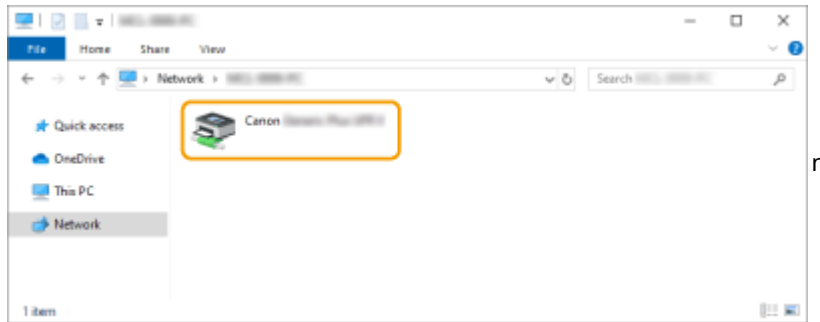 File Home Share View
Network
Search
Quick access
Canon
OneDrive
This PC
Network
1 item